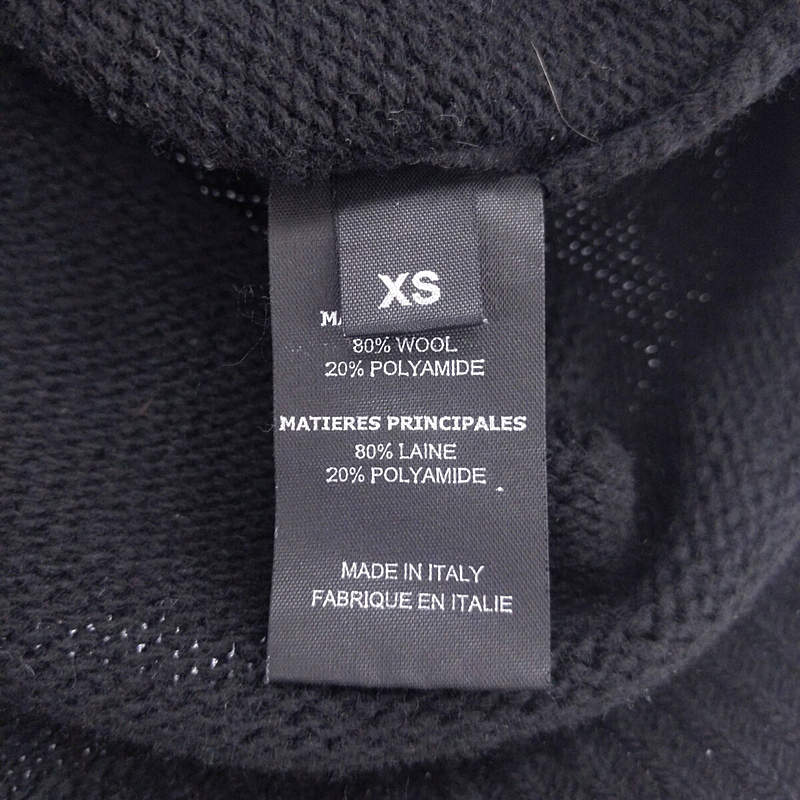 XS
80% WOOL
20% POLYAMIDE
MATIERES PRINCIPALES
80% LAINE
20% POLYAMIDE
MADE IN ITALY
FABRIQUE EN ITALIE